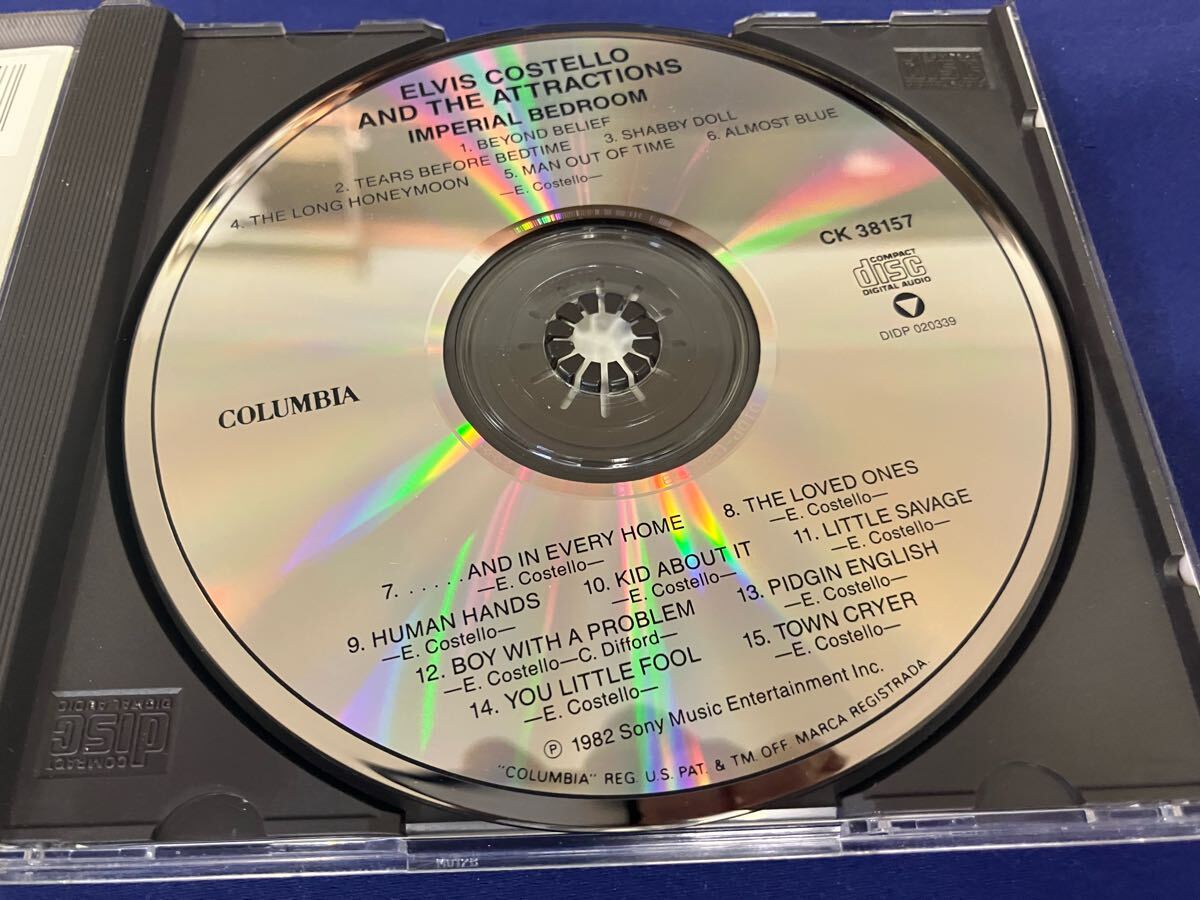 ELVIS COSTELLO
AND THE ATTRACTIONS
IMPERIAL BEDROOM
1. BEYOND BELIEF
2. TEARS BEFORE BEDTIME 3. SHABBY DOLL
4. THE LONG HONEYMOON 5. MAN OUT OF TIME 6. ALMOST BLUE
—E. Costello—
CK 38157
COMPACT
disc
DIGITAL AUDIO
DIDP 020339
COLUMBIA
7. . . . . . . AND IN EVERY HOME
—E. Costello—
8. THE LOVED ONES
—E. Costello—
9. HUMAN HANDS
—E. Costello—
10. KID ABOUT IT
—E. Costello—
11. LITTLE SAVAGE
—E. Costello—
12. BOY WITH A PROBLEM
—E. Costello—C. Difford—
13. PIDGIN ENGLISH
—E. Costello—
14. YOU LITTLE FOOL
—E. Costello—
15. TOWN CRYER
—E. Costello—
℗ 1982 Sony Music Entertainment Inc.
"COLUMBIA" REG. U.S. PAT. & TM. OFF. MARCA REGISTRADA.
COMPACT
disc
DIGITAL AUDIO